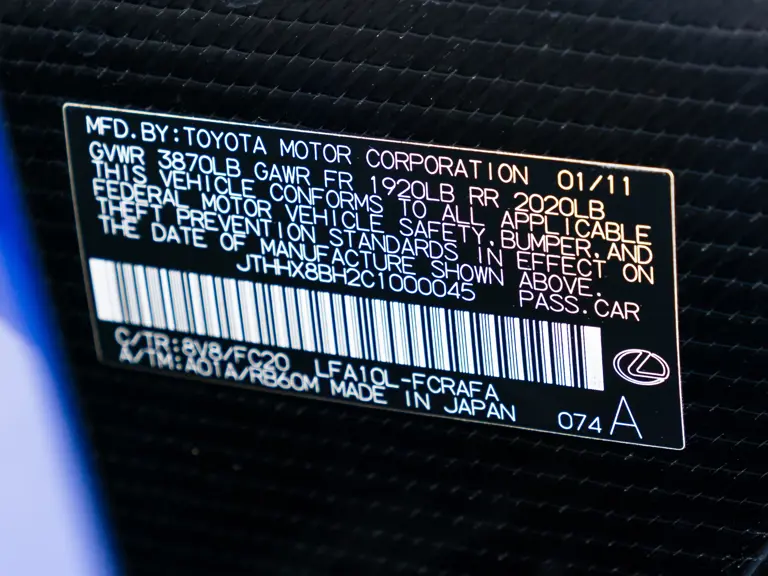 MFD.BY:TOYOTA MOTOR CORPORATION 01/11
GVWR 3870LB GAWR FR 1920LB RR 2020LB
THIS VEHICLE CONFORMS TO ALL APPLICABLE
FEDERAL MOTOR VEHICLE SAFETY,BUMPER,AND
THEFT PREVENTION STANDARDS IN EFFECT ON
THE DATE OF MANUFACTURE SHOWN ABOVE.
JTHHX8BH2C1000045 PASS.CAR
C/TR:8V8/FC20 LFA10L-FCRAFA
A/TM:A01A/RB60M MADE IN JAPAN
074 A